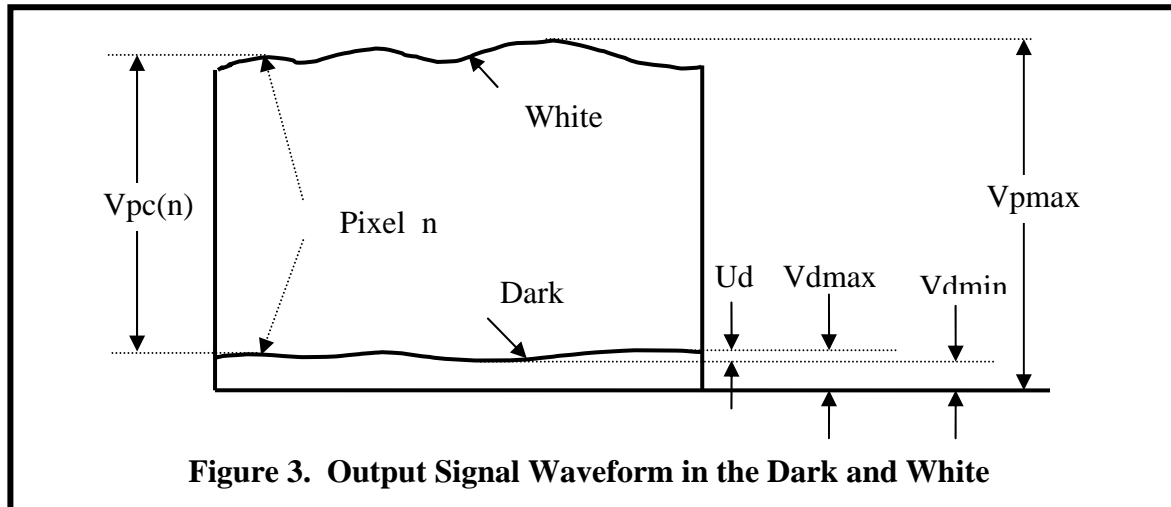 White
Vpc(n)
Pixel n
Vpmax
Dark
Ud
Vdmax
Vdmin
Figure 3. Output Signal Waveform in the Dark and White